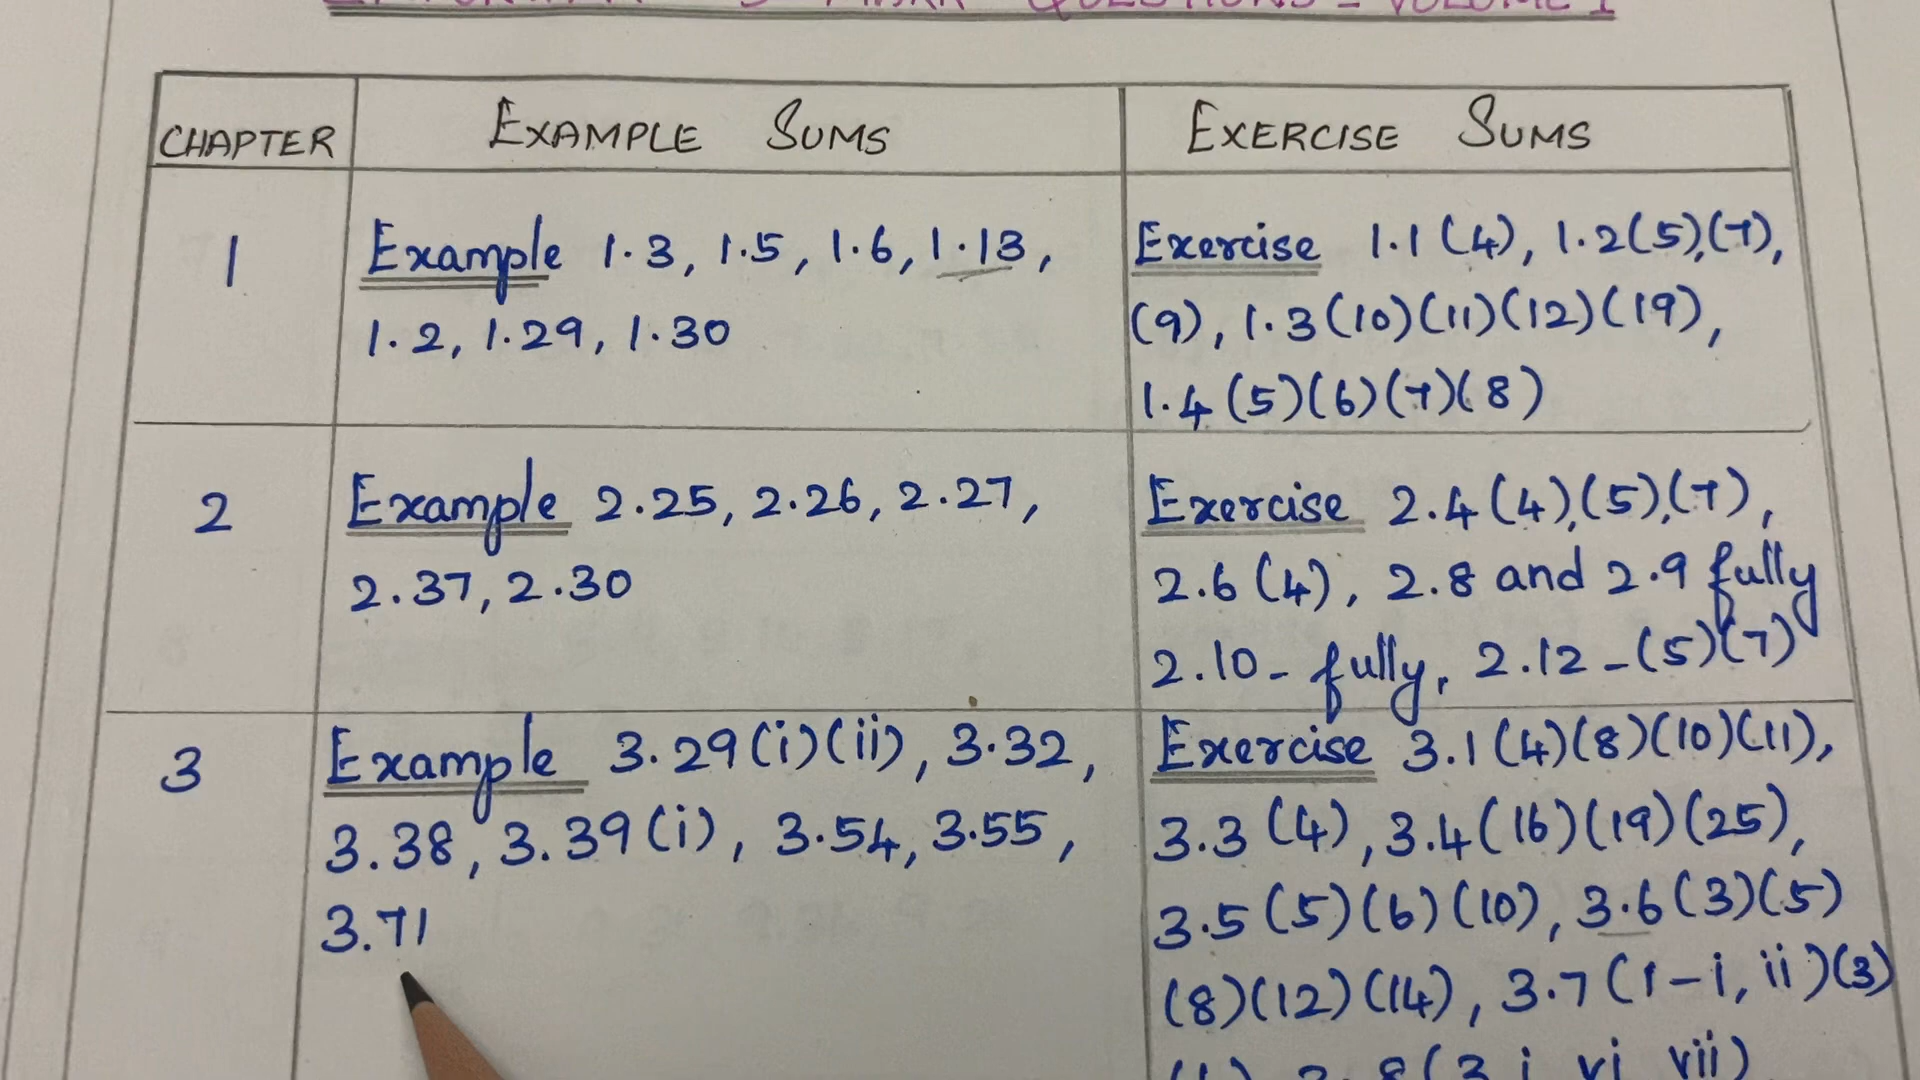 3 MARK QUESTIONS - VOLUME I
CHAPTER
EXAMPLE SUMS
EXERCISE SUMS
1
Example 1.3, 1.5, 1.6, 1.13,
1.2, 1.29, 1.30
Exercise 1.1(4), 1.2(5),(7),
(9), 1.3(10)(11)(12)(19),
1.4(5)(6)(7)(8)
2
Example 2.25, 2.26, 2.27,
2.37, 2.30
Exercise 2.4(4),(5),(7),
2.6(4), 2.8 and 2.9 fully
2.10- fully, 2.12-(5)(7)
3
Example 3.29(i)(ii), 3.32,
3.38, 3.39(i), 3.54, 3.55,
3.71
Exercise 3.1(4)(8)(10)(11),
3.3(4), 3.4(16)(19)(25),
3.5(5)(6)(10), 3.6(3)(5)
(8)(12)(14), 3.7(1-i, ii)(3)
vi vii)